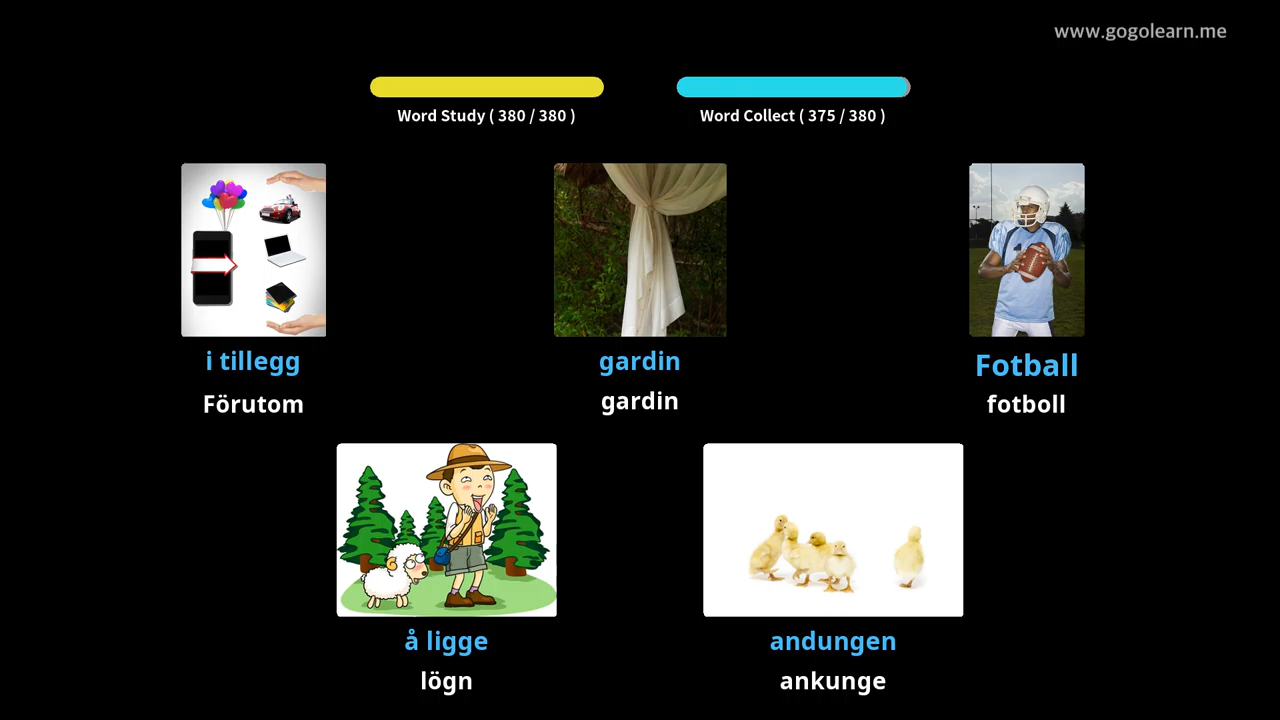 www.gogolearn.me
Word Study ( 380 / 380 )
Word Collect ( 375 / 380 )
i tillegg
Förutom
gardin
gardin
Fotball
fotboll
å ligge
lögn
andungen
ankunge